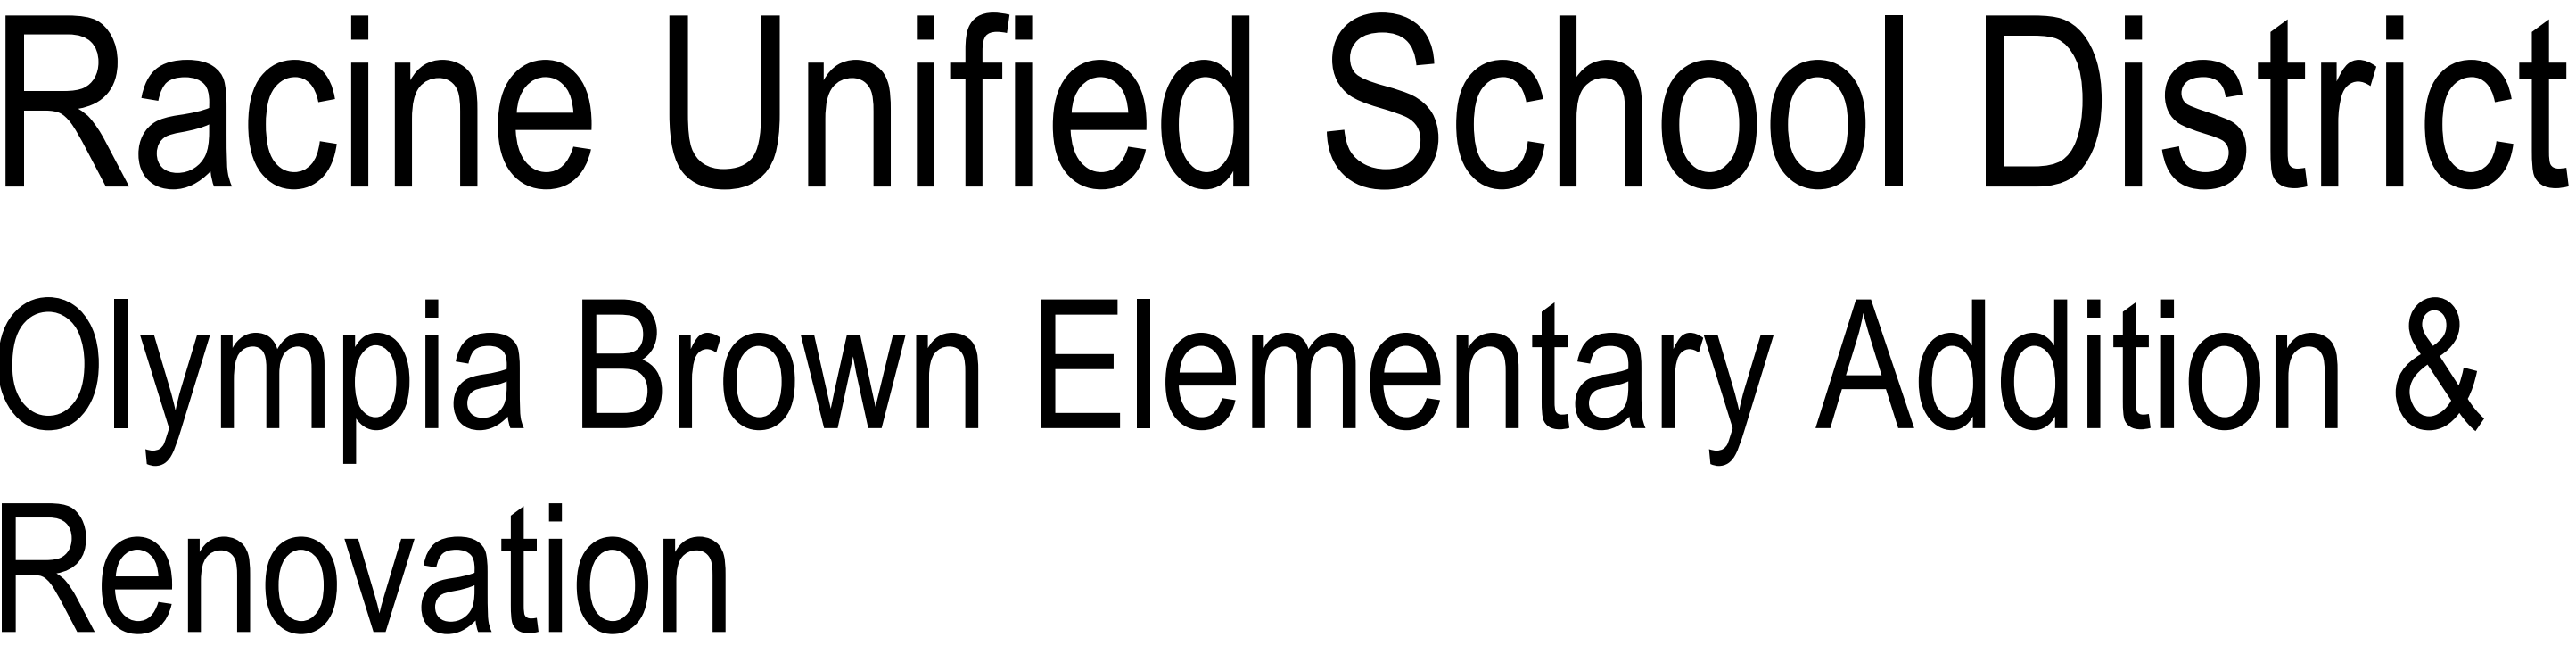 Racine Unified School District
Olympia Brown Elementary Addition &
Renovation